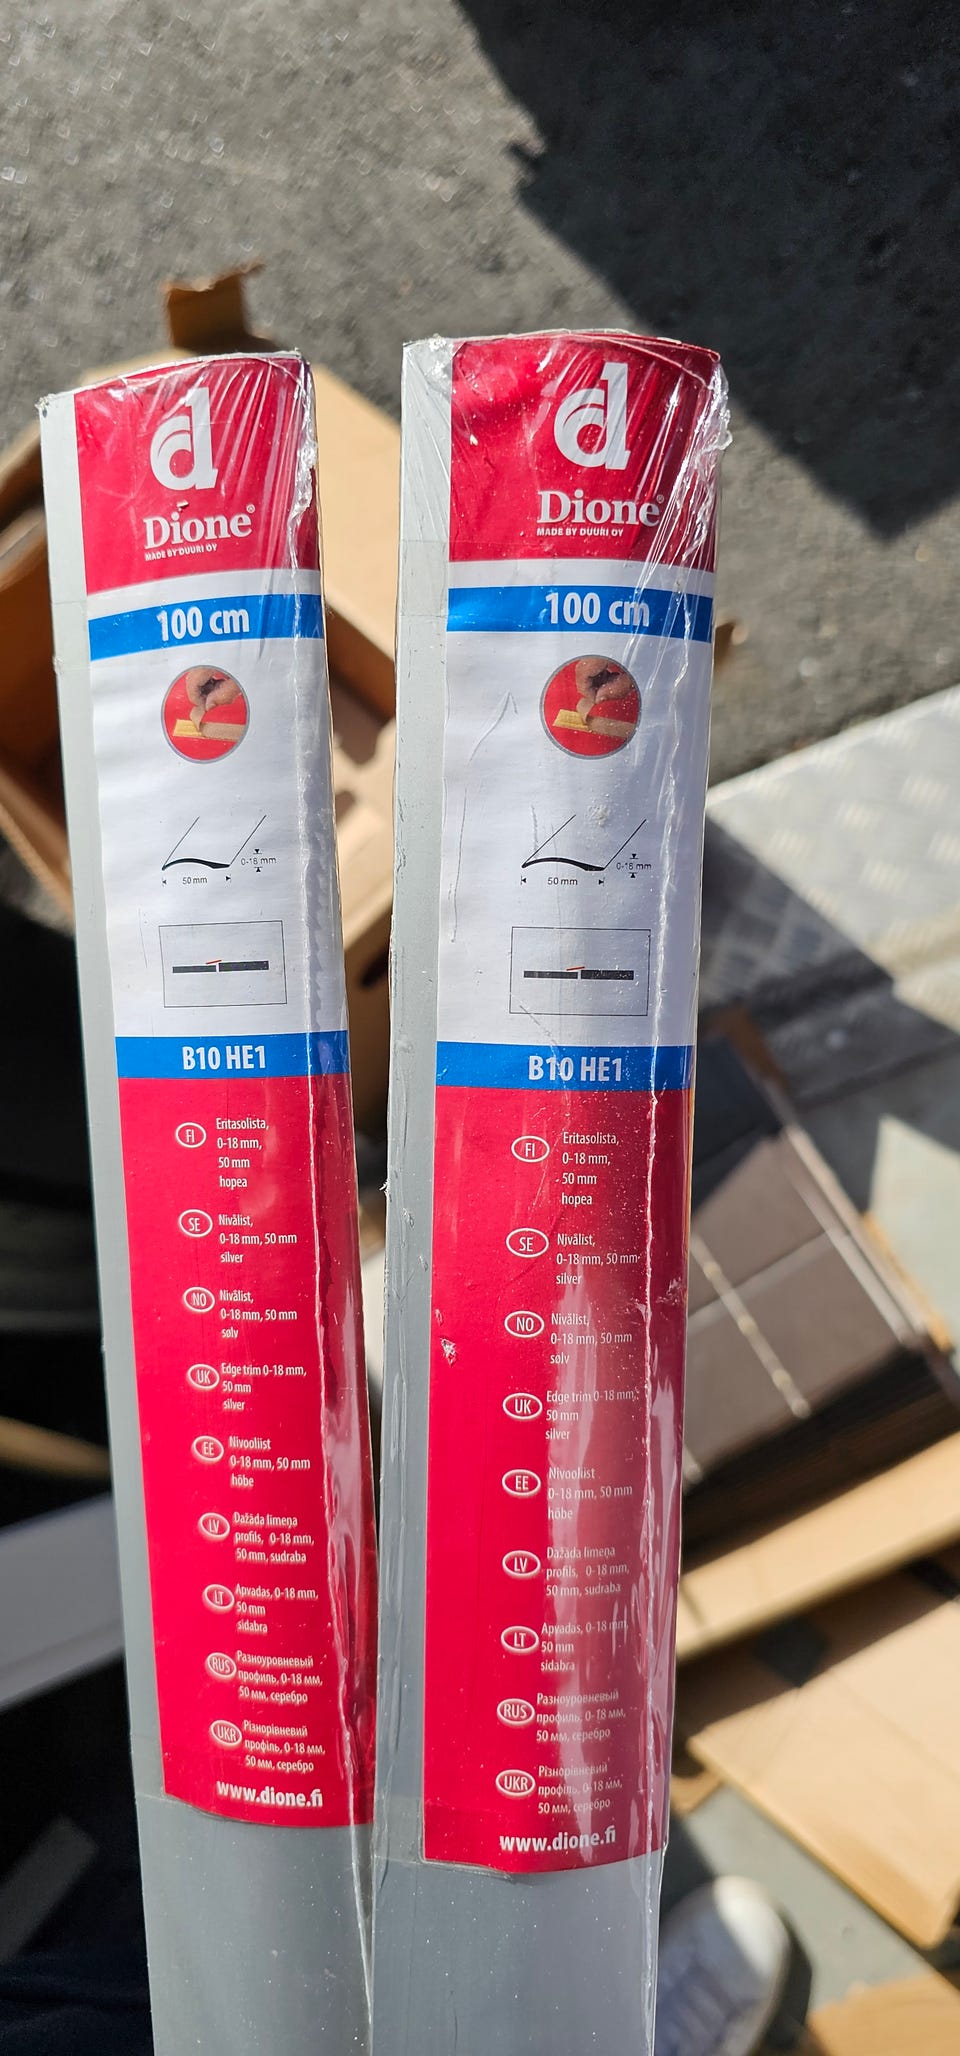 d
Dione®
MADE BY DUURI OY
100 cm
0-18 mm
50 mm
B10 HE1
FI
Eritasolista,
0-18 mm,
50 mm
hopea
SE
Nivålist,
0-18 mm, 50 mm
silver
NO
Nivålist,
0-18 mm, 50 mm
sølv
UK
Edge trim 0-18 mm,
50 mm
silver
EE
Nivooliist
0-18 mm, 50 mm
hõbe
LV
Dažāda līmeņa
profils, 0-18 mm,
50 mm, sudraba
LT
Apvadas, 0-18 mm,
50 mm
sidabra
RUS
Разноуровневый
профиль, 0-18 мм,
50 мм, серебро
UKR
Різнорівневий
профіль, 0-18 мм,
50 мм, серебро
www.dione.fi
d
Dione®
MADE BY DUURI OY
100 cm
0-18 mm
50 mm
B10 HE1
FI
Eritasolista,
0-18 mm,
50 mm
hopea
SE
Nivålist,
0-18 mm, 50 mm
silver
NO
Nivålist,
0-18 mm, 50 mm
sølv
UK
Edge trim 0-18 mm,
50 mm
silver
EE
Nivooliist
0-18 mm, 50 mm
hõbe
LV
Dažāda līmeņa
profils, 0-18 mm,
50 mm, sudraba
LT
Apvadas, 0-18 mm,
50 mm
sidabra
RUS
Разноуровневый
профиль, 0-18 мм,
50 мм, серебро
UKR
Різнорівневий
профіль, 0-18 мм,
50 мм, серебро
www.dione.fi